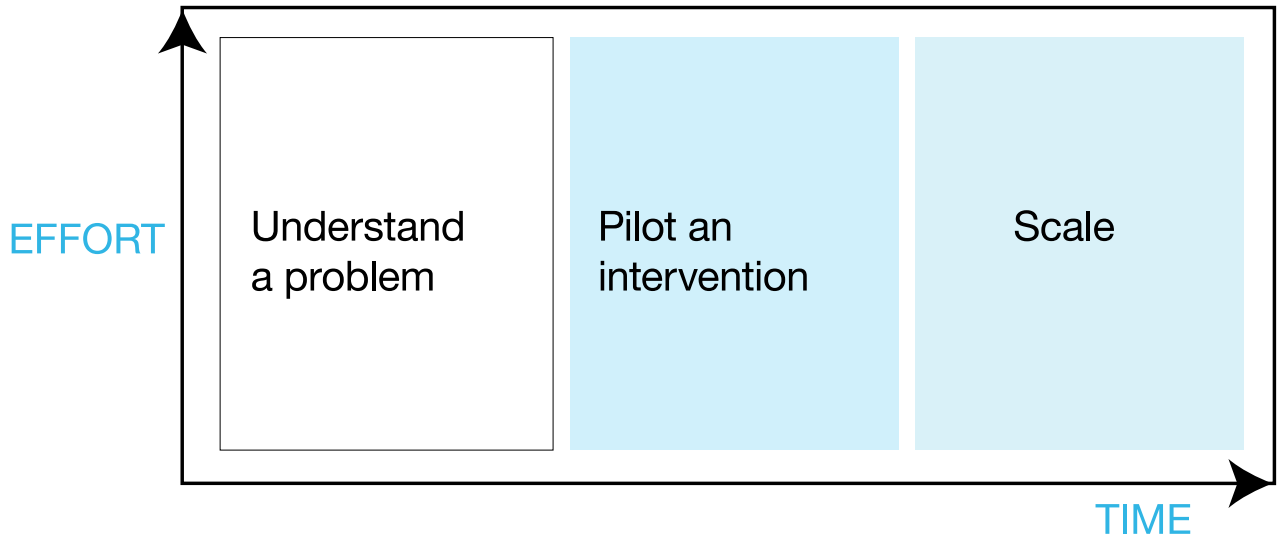 EFFORT
Understand
a problem
Pilot an
intervention
Scale
TIME